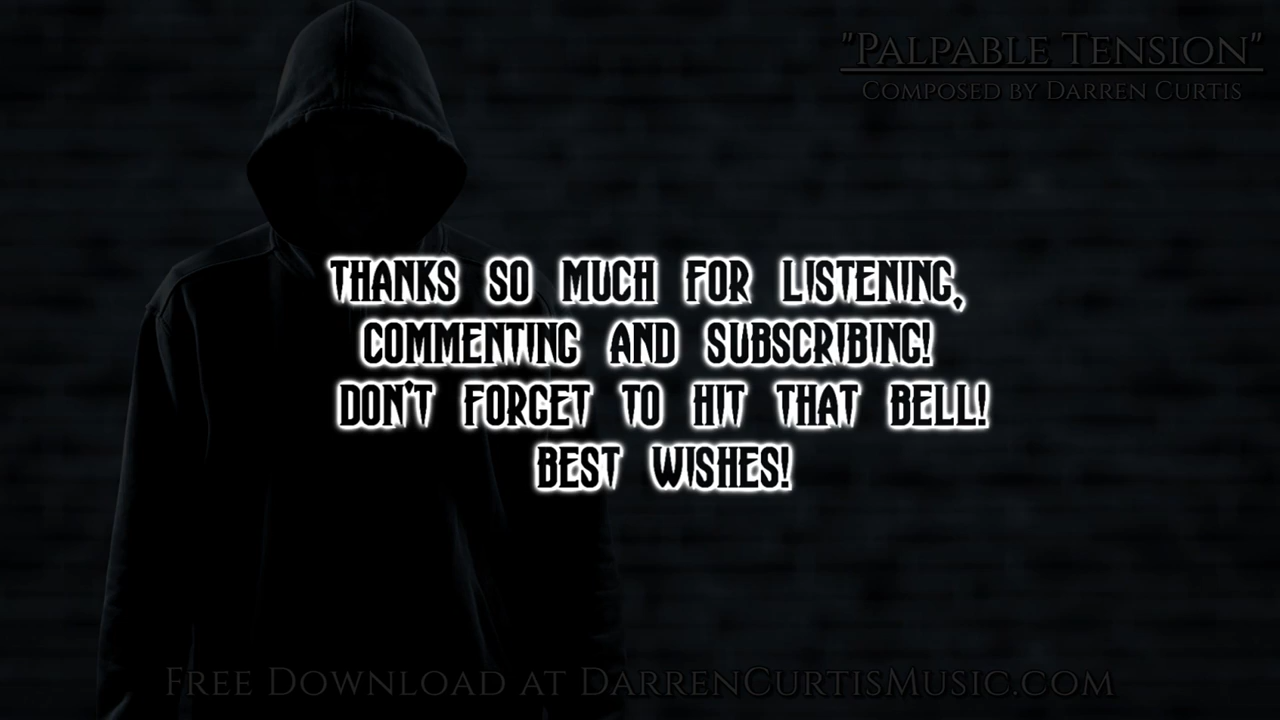 "Palpable Tension"
Composed by Darren Curtis
THANKS SO MUCH FOR LISTENING,
COMMENTING AND SUBSCRIBING!
DON'T FORGET TO HIT THAT BELL!
BEST WISHES!
Free Download at DarrenCurtisMusic.com